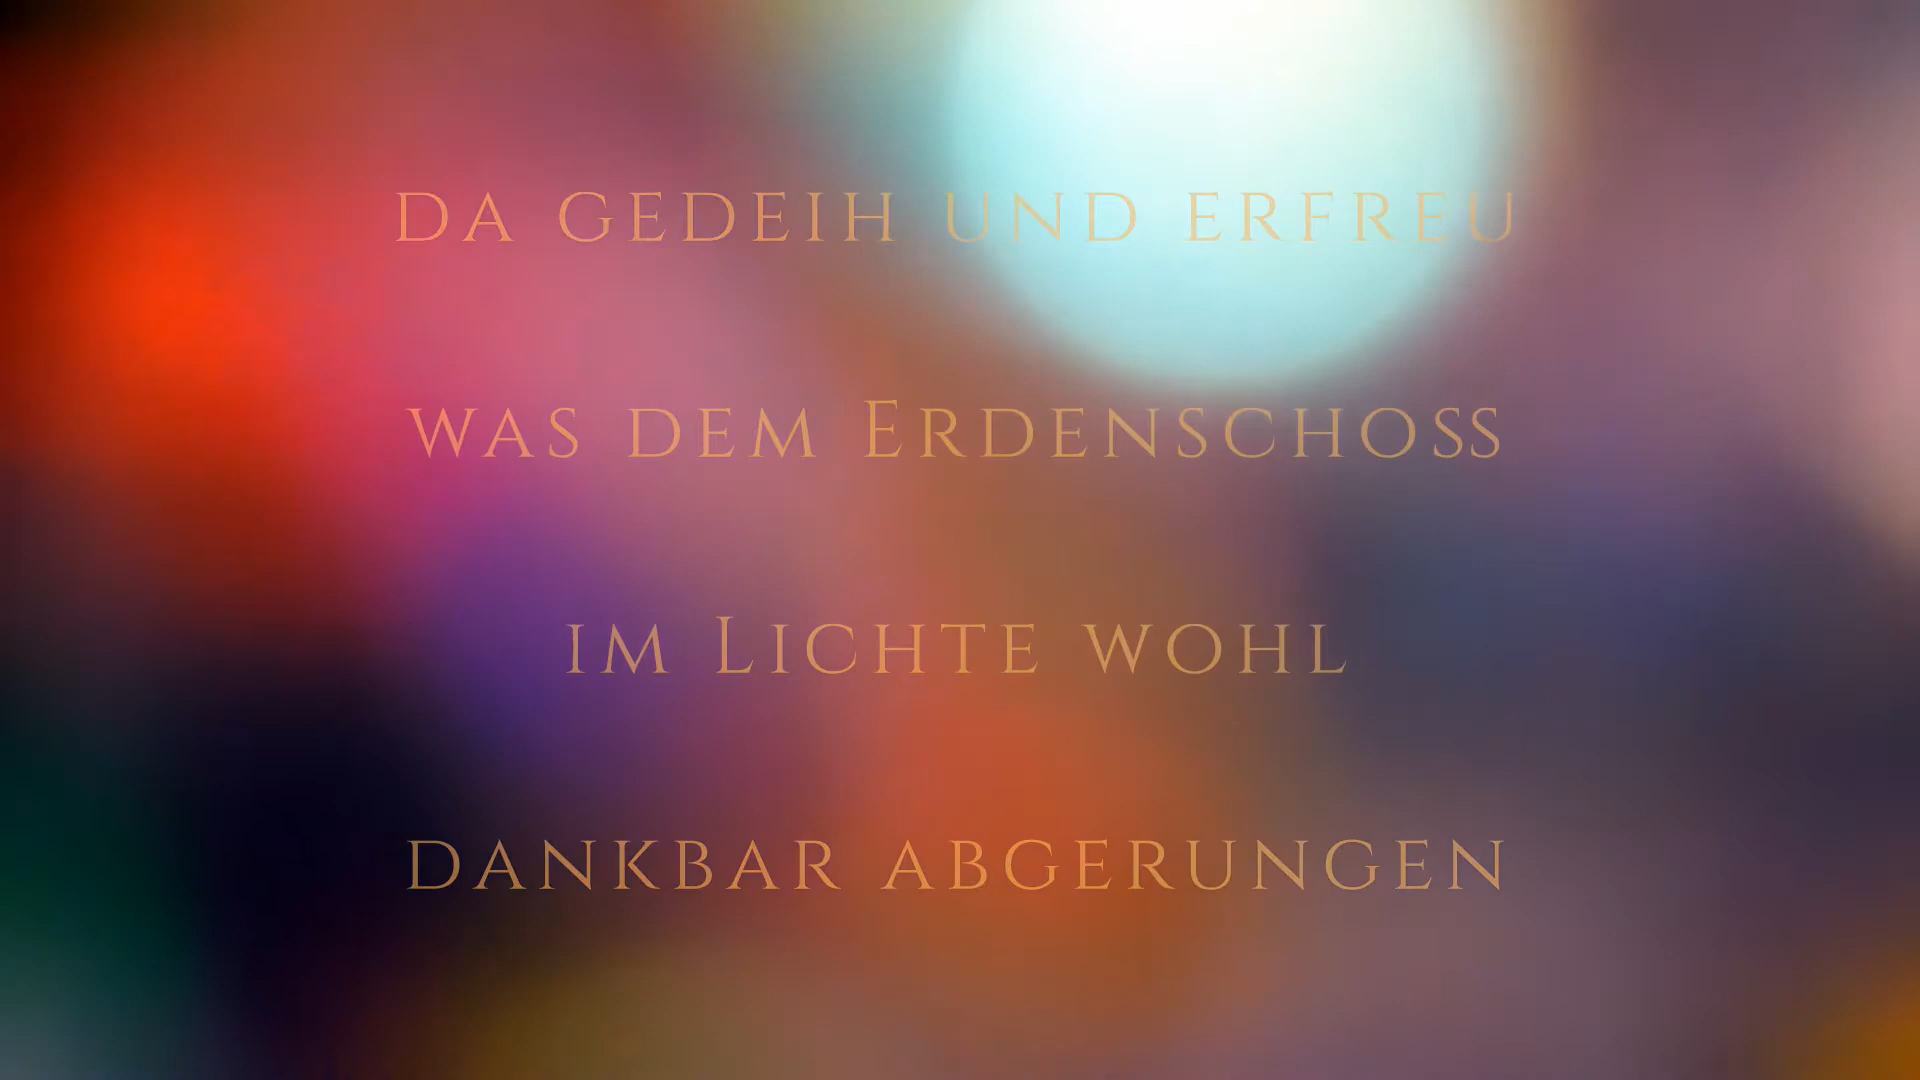 da gedeih und erfreu
was dem Erdenschoss
im Lichte wohl
dankbar abgerungen